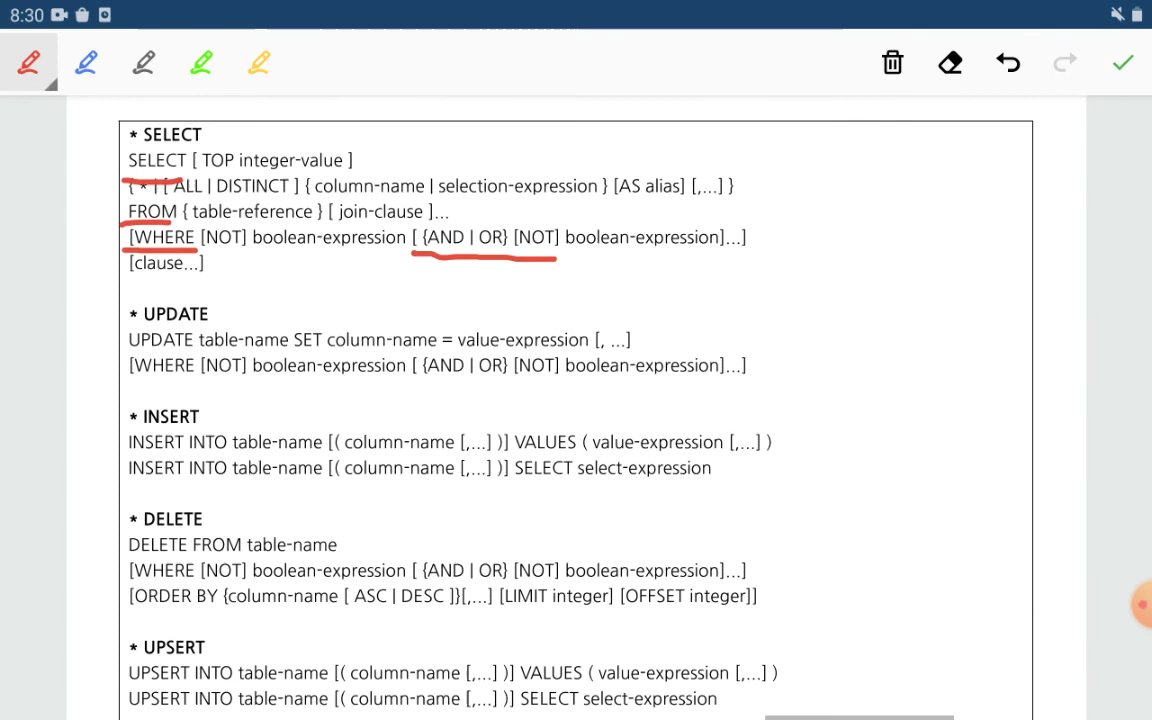 8:30
* SELECT
SELECT [ TOP integer-value ]
{ * | [ ALL | DISTINCT ] { column-name | selection-expression } [AS alias] [,...] }
FROM { table-reference } [ join-clause ]...
[WHERE [NOT] boolean-expression [ {AND | OR} [NOT] boolean-expression]...]
[clause...]
* UPDATE
UPDATE table-name SET column-name = value-expression [, ...]
[WHERE [NOT] boolean-expression [ {AND | OR} [NOT] boolean-expression]...]
* INSERT
INSERT INTO table-name [( column-name [,...] )] VALUES ( value-expression [,...] )
INSERT INTO table-name [( column-name [,...] )] SELECT select-expression
* DELETE
DELETE FROM table-name
[WHERE [NOT] boolean-expression [ {AND | OR} [NOT] boolean-expression]...]
[ORDER BY {column-name [ ASC | DESC ]}[,...] [LIMIT integer] [OFFSET integer]]
* UPSERT
UPSERT INTO table-name [( column-name [,...] )] VALUES ( value-expression [,...] )
UPSERT INTO table-name [( column-name [,...] )] SELECT select-expression